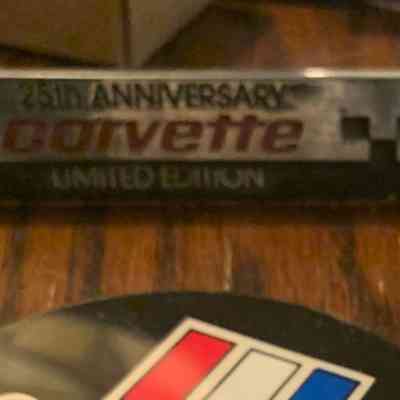 25th ANNIVERSARY
corvette
LIMITED EDITION